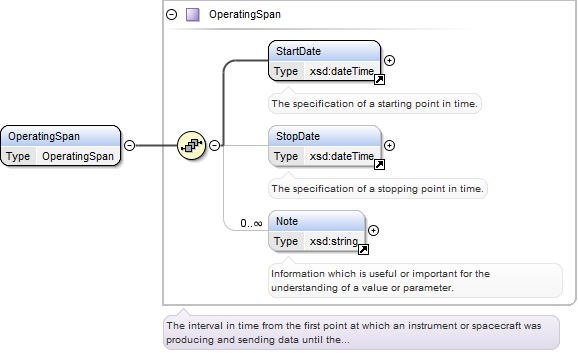 OperatingSpan
StartDate
Type xsd:dateTime
The specification of a starting point in time.
OperatingSpan
Type OperatingSpan
StopDate
Type xsd:dateTime
The specification of a stopping point in time.
0..∞
Note
Type xsd:string
Information which is useful or important for the
understanding of a value or parameter.
The interval in time from the first point at which an instrument or spacecraft was
producing and sending data until the...